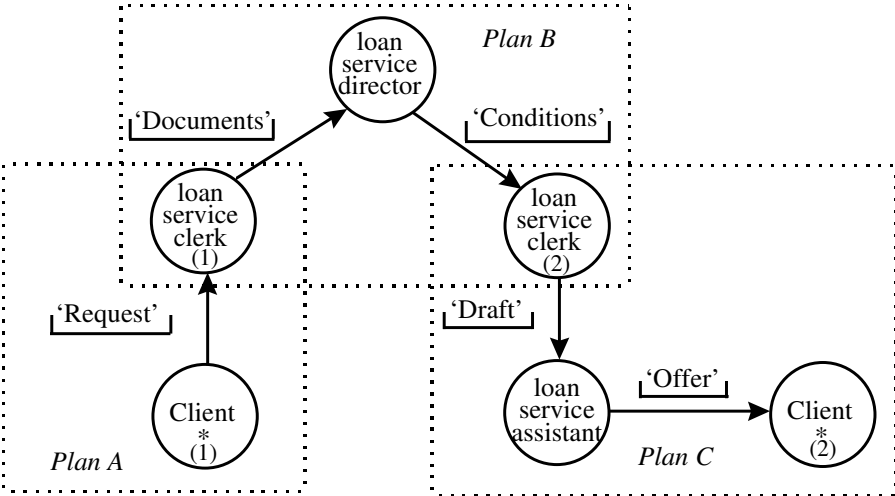 loan
service
director
Plan B
‘Documents’
‘Conditions’
loan
service
clerk
(1)
loan
service
clerk
(2)
‘Request’
‘Draft’
Client
*
(1)
Plan A
loan
service
assistant
‘Offer’
Client
*
(2)
Plan C